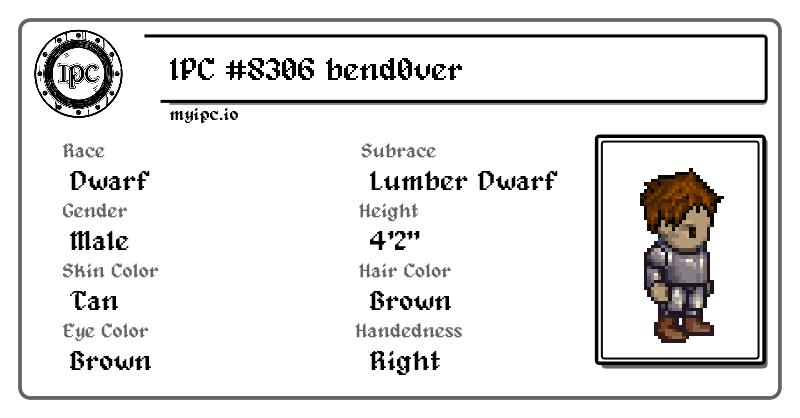 IPC
IPC #8306 bend0ver
myipc.io
Race
Dwarf
Subrace
Lumber Dwarf
Gender
Male
Height
4'2"
Skin Color
Tan
Hair Color
Brown
Eye Color
Brown
Handedness
Right